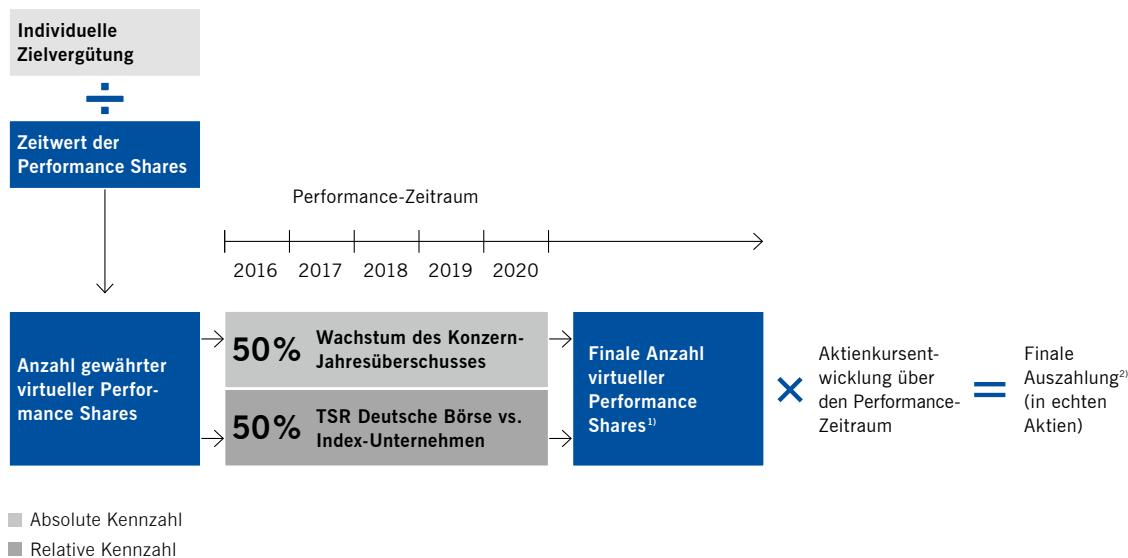 Individuelle
Zielvergütung
÷
Zeitwert der
Performance Shares
Performance-Zeitraum
2016 2017 2018 2019 2020
Anzahl gewährter
virtueller Perfor-
mance Shares
50% Wachstum des Konzern-
Jahresüberschusses
50% TSR Deutsche Börse vs.
Index-Unternehmen
Finale Anzahl
virtueller
Performance
Shares1)
×
Aktienkursent-
wicklung über
den Performance-
Zeitraum
=
Finale
Auszahlung2)
(in echten
Aktien)
Absolute Kennzahl
Relative Kennzahl